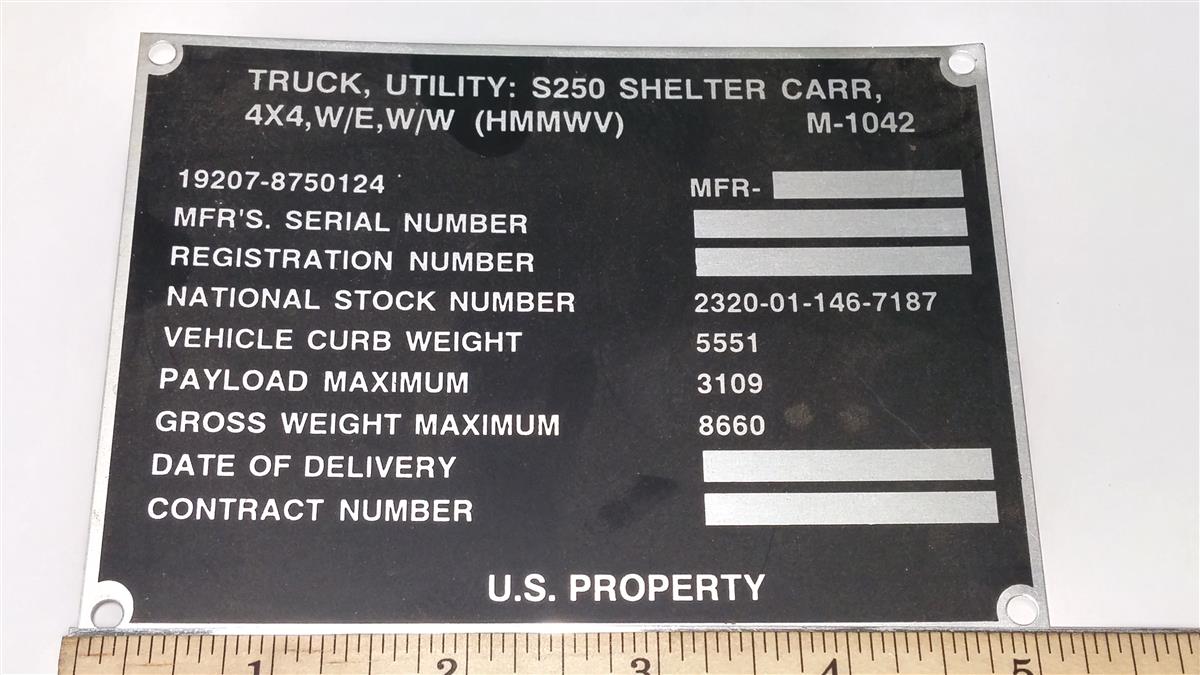 TRUCK, UTILITY: S250 SHELTER CARR,
4X4,W/E,W/W (HMMWV) M-1042
19207-8750124 MFR-
MFR'S. SERIAL NUMBER
REGISTRATION NUMBER
NATIONAL STOCK NUMBER 2320-01-146-7187
VEHICLE CURB WEIGHT 5551
PAYLOAD MAXIMUM 3109
GROSS WEIGHT MAXIMUM 8660
DATE OF DELIVERY
CONTRACT NUMBER
U.S. PROPERTY
1 2 3 4 5